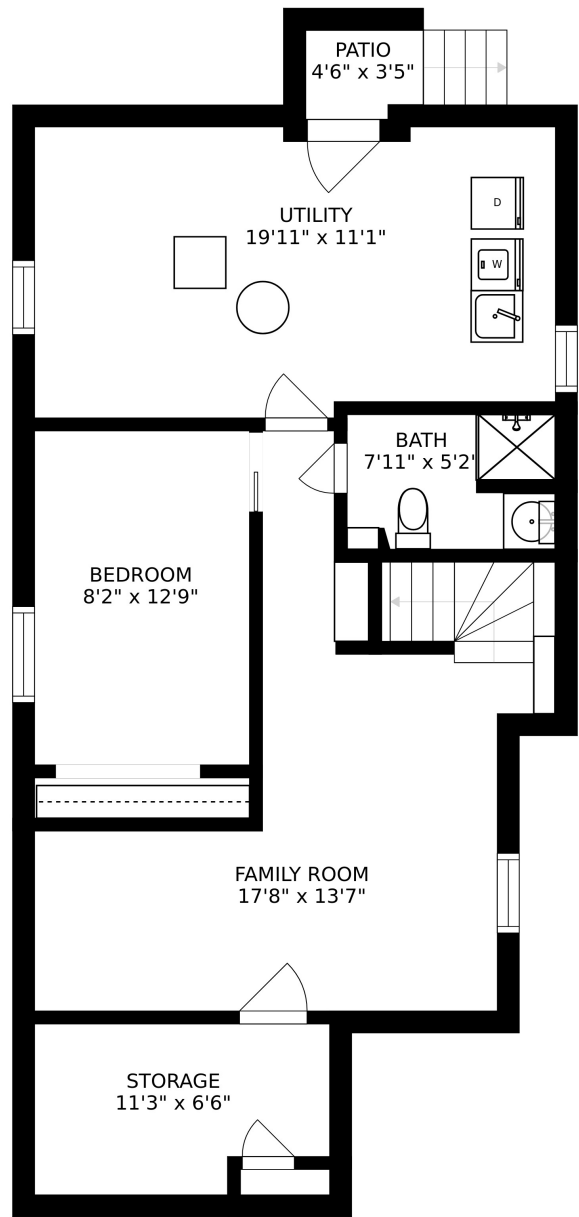 PATIO
4'6" x 3'5"
D
UTILITY
19'11" x 11'1"
W
BATH
7'11" x 5'2'
BEDROOM
8'2" x 12'9"
FAMILY ROOM
17'8" x 13'7"
STORAGE
11'3" x 6'6"